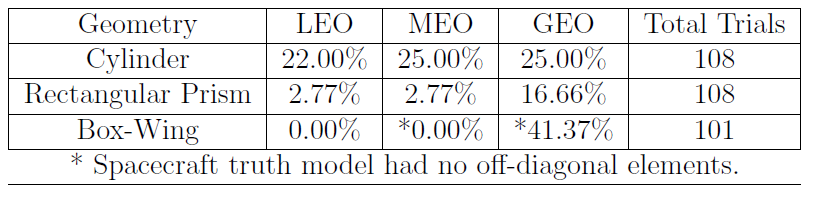 Geometry LEO MEO GEO Total Trials
Cylinder 22.00% 25.00% 25.00% 108
Rectangular Prism 2.77% 2.77% 16.66% 108
Box-Wing 0.00% *0.00% *41.37% 101
* Spacecraft truth model had no off-diagonal elements.